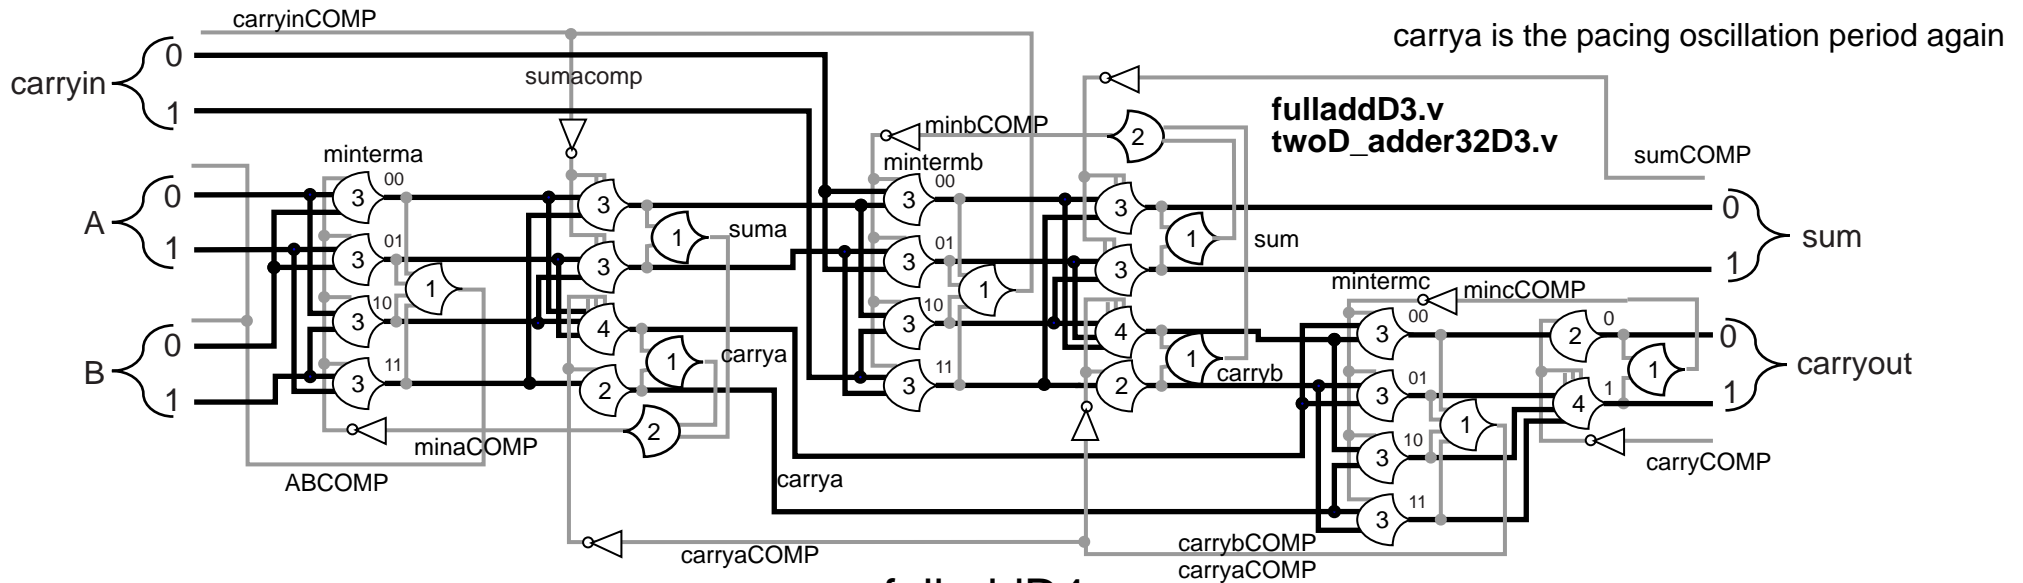 carryinCOMP
carrya is the pacing oscillation period again
0
carryin
sumacomp
1
fulladdD3.v
twoD_adder32D3.v
minbCOMP
2
sumCOMP
minterma
mintermb
00
3
3
00
3
3
0
A
0
1
suma
1
sum
sum
01
3
3
01
3
3
1
1
1
1
mintermc
mincCOMP
10
3
4
10
3
4
00
3
2
0
0
B
0
1
carrya
1
carryb
1
carryout
11
3
2
11
3
2
01
3
1
4
1
1
2
1
minaCOMP
10
3
carryCOMP
ABCOMP
carrya
11
3
carryaCOMP
carrybCOMP
carryaCOMP